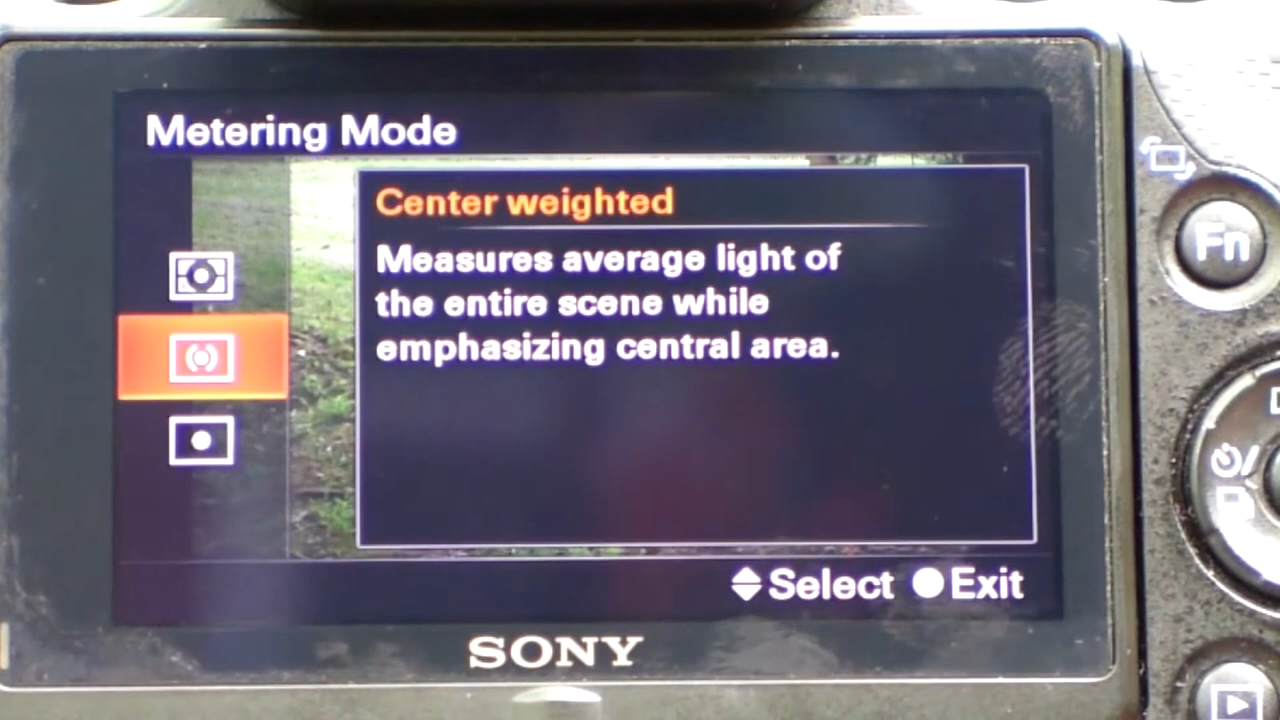 Metering Mode
Center weighted
Measures average light of
the entire scene while
emphasizing central area.
Select Exit
SONY
Fn